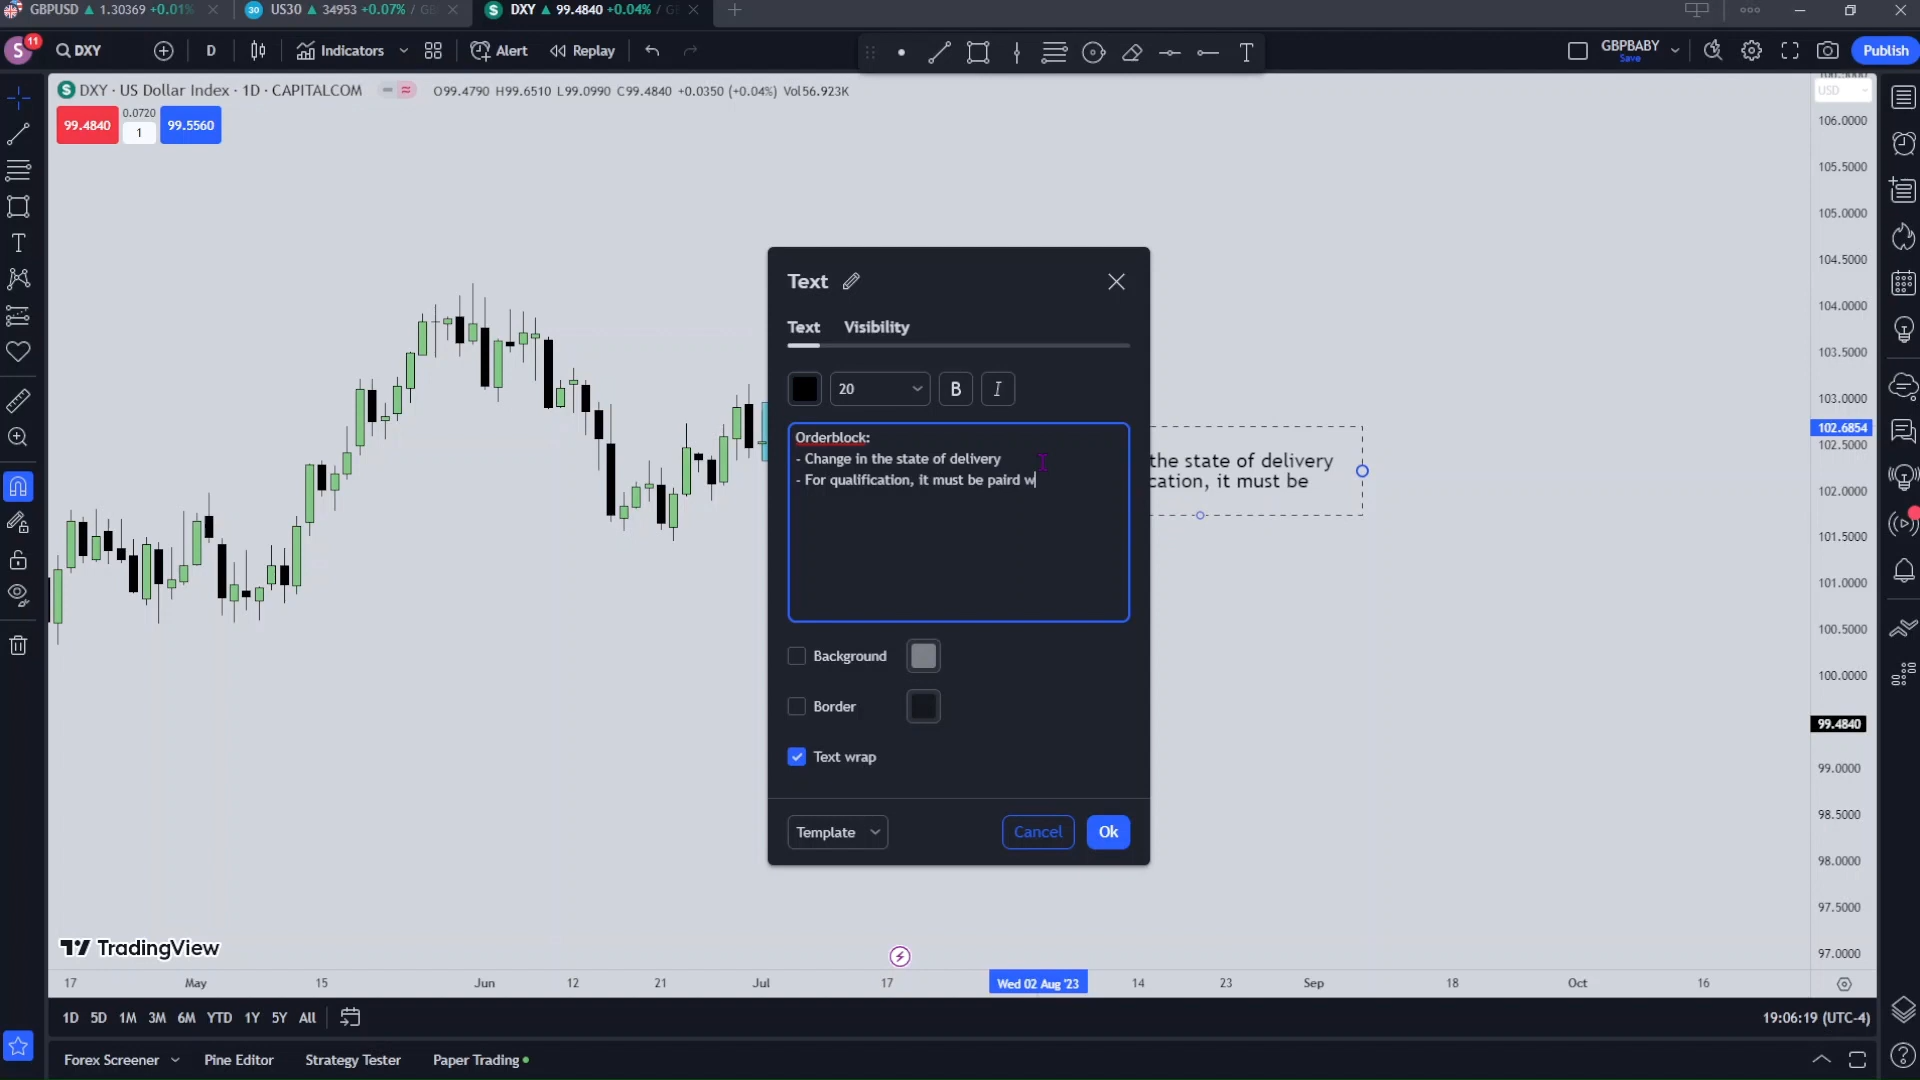 GBPUSD ▲ 1.30369 +0.01%
30 US30 ▲ 34953 +0.07% / GB
S DXY ▲ 99.4840 +0.04% / GB
S 11 DXY D Indicators Alert Replay T GBPBABY Save Publish
S DXY · US Dollar Index · 1D · CAPITALCOM O99.4790 H99.6510 L99.0990 C99.4840 +0.0350 (+0.04%) Vol56.923K
USD
99.4840 0.0720 1 99.5560
106.0000
105.5000
105.0000
104.5000
104.0000
103.5000
103.0000
102.6854
102.5000
102.0000
101.5000
101.0000
100.5000
100.0000
99.4840
99.0000
98.5000
98.0000
97.5000
97.0000
Text
Text Visibility
20 B I
Orderblock:
- Change in the state of delivery
- For qualification, it must be paird w
the state of delivery
cation, it must be
Background
Border
Text wrap
Template Cancel Ok
TradingView
17 May 15 Jun 12 21 Jul 17 Wed 02 Aug '23 14 23 Sep 18 Oct 16
1D 5D 1M 3M 6M YTD 1Y 5Y All 19:06:19 (UTC-4)
Forex Screener Pine Editor Strategy Tester Paper Trading